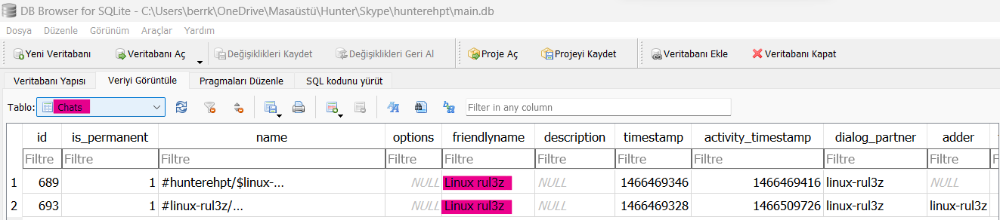 DB Browser for SQLite - C:\Users\berrk\OneDrive\Masaüstü\Hunter\Skype\hunterehpt\main.db
Dosya Düzenle Görünüm Araçlar Yardım
Yeni Veritabanı Veritabanı Aç Değişiklikleri Kaydet Değişiklikleri Geri Al Proje Aç Projeyi Kaydet Veritabanı Ekle Veritabanı Kapat
Veritabanı Yapısı Veriyi Görüntüle Pragmaları Düzenle SQL kodunu yürüt
Tablo: Chats Filter in any column
id is_permanent name options friendlyname description timestamp activity_timestamp dialog_partner adder
Filtre Filtre Filtre Filtre Filtre Filtre Filtre Filtre Filtre Filtre
1 689 1 #hunterehpt/$linux-... NULL Linux rul3z NULL 1466469346 1466469416 linux-rul3z NULL
2 693 1 #linux-rul3z/... NULL Linux rul3z NULL 1466469328 1466509726 linux-rul3z linux-rul3z